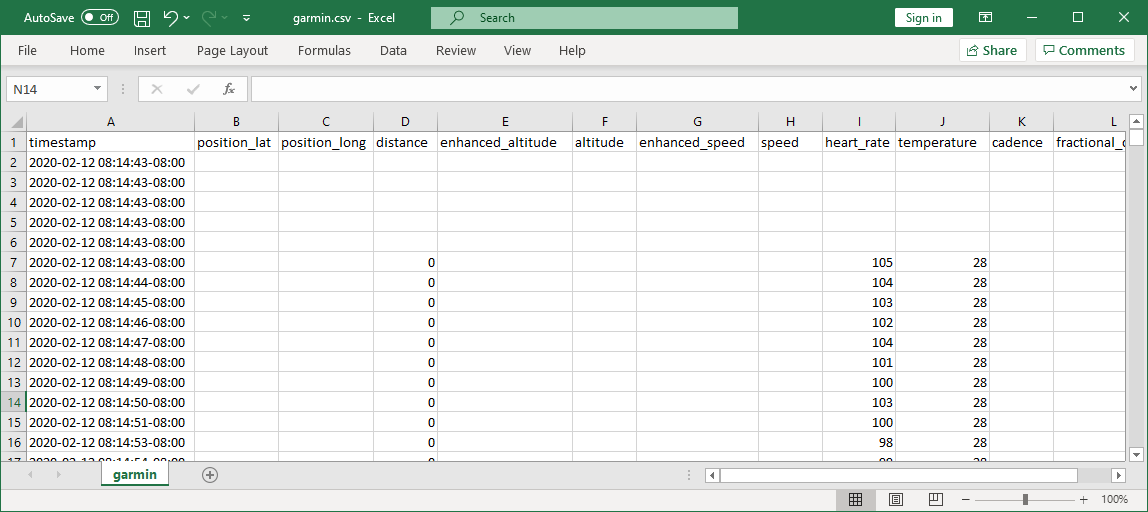 AutoSave Off garmin.csv - Excel Search Sign in
File Home Insert Page Layout Formulas Data Review View Help Share Comments
N14 fx
A B C D E F G H I J K L
1 timestamp position_lat position_long distance enhanced_altitude altitude enhanced_speed speed heart_rate temperature cadence
2 2020-02-12 08:14:43-08:00
3 2020-02-12 08:14:43-08:00
4 2020-02-12 08:14:43-08:00
5 2020-02-12 08:14:43-08:00
6 2020-02-12 08:14:43-08:00
7 2020-02-12 08:14:43-08:00 0 105 28
8 2020-02-12 08:14:44-08:00 0 104 28
9 2020-02-12 08:14:45-08:00 0 103 28
10 2020-02-12 08:14:46-08:00 0 102 28
11 2020-02-12 08:14:47-08:00 0 104 28
12 2020-02-12 08:14:48-08:00 0 101 28
13 2020-02-12 08:14:49-08:00 0 100 28
14 2020-02-12 08:14:50-08:00 0 103 28
15 2020-02-12 08:14:51-08:00 0 100 28
16 2020-02-12 08:14:53-08:00 0 98 28
garmin
100%